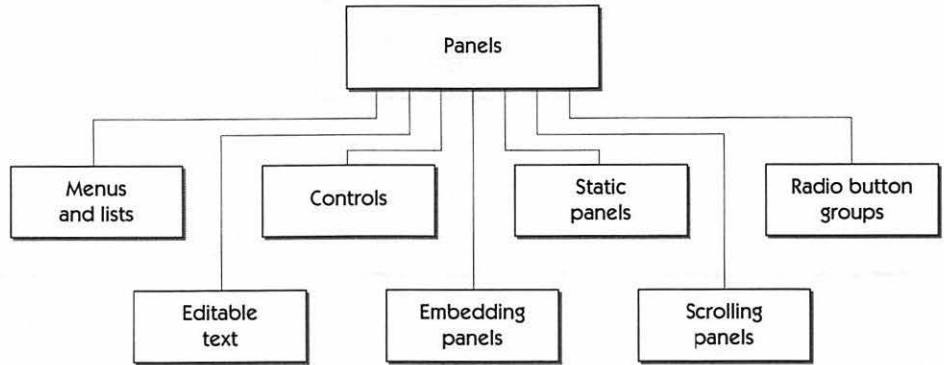 Panels
Menus
and lists
Controls
Static
panels
Radio button
groups
Editable
text
Embedding
panels
Scrolling
panels